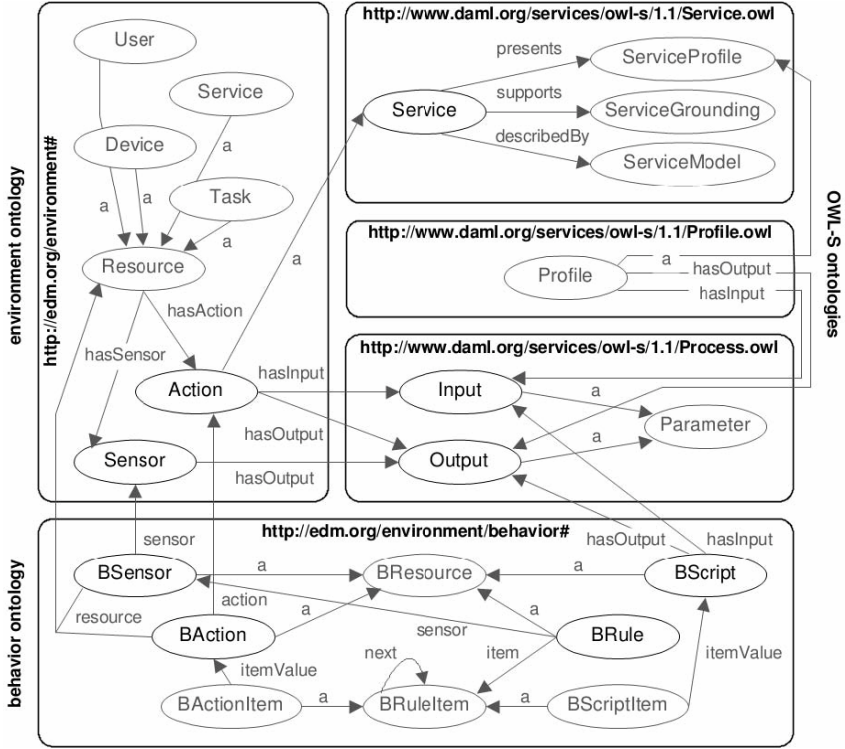 http://www.daml.org/services/owl-s/1.1/Service.owl
User
presents
ServiceProfile
Service
supports
Service
ServiceGrounding
describedBy
Device
a
ServiceModel
Task
a
a
a
http://www.daml.org/services/owl-s/1.1/Profile.owl
Resource
a
a
Profile
hasOutput
hasInput
hasAction
hasSensor
http://www.daml.org/services/owl-s/1.1/Process.owl
hasInput
Action
Input
a
hasOutput
Parameter
a
Sensor
Output
hasOutput
environment ontology
http://edm.org/environment#
OWL-S ontologies
http://edm.org/environment/behavior#
sensor
hasOutput
hasInput
BSensor
a
BResource
a
BScript
action
resource
a
a
BAction
sensor
BRule
next
item
itemValue
itemValue
BActionItem
a
BRuleItem
a
BScriptItem
behavior ontology